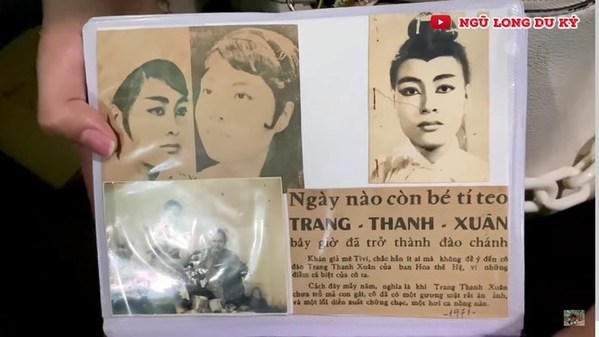 NGŨ LONG DU KÝ
Ngày nào còn bé tí teo
TRANG - THANH - XUÂN
bây giờ đã trở thành đào chánh
Khán giả mê Tivi, chắc hẳn ít ai mà không để ý đến cô
đào Trang Thanh Xuân của ban Hoa thế Hệ, vì những
điểm cá biệt của cô ta.
Cách đây mấy năm, nghĩa là khi Trang Thanh Xuân
chưa trổ mã con gái, cô đã có một gương mặt rất ăn ảnh,
và một lối diễn xuất chững chạc, một hơi ca nồng nàn.
-1971-